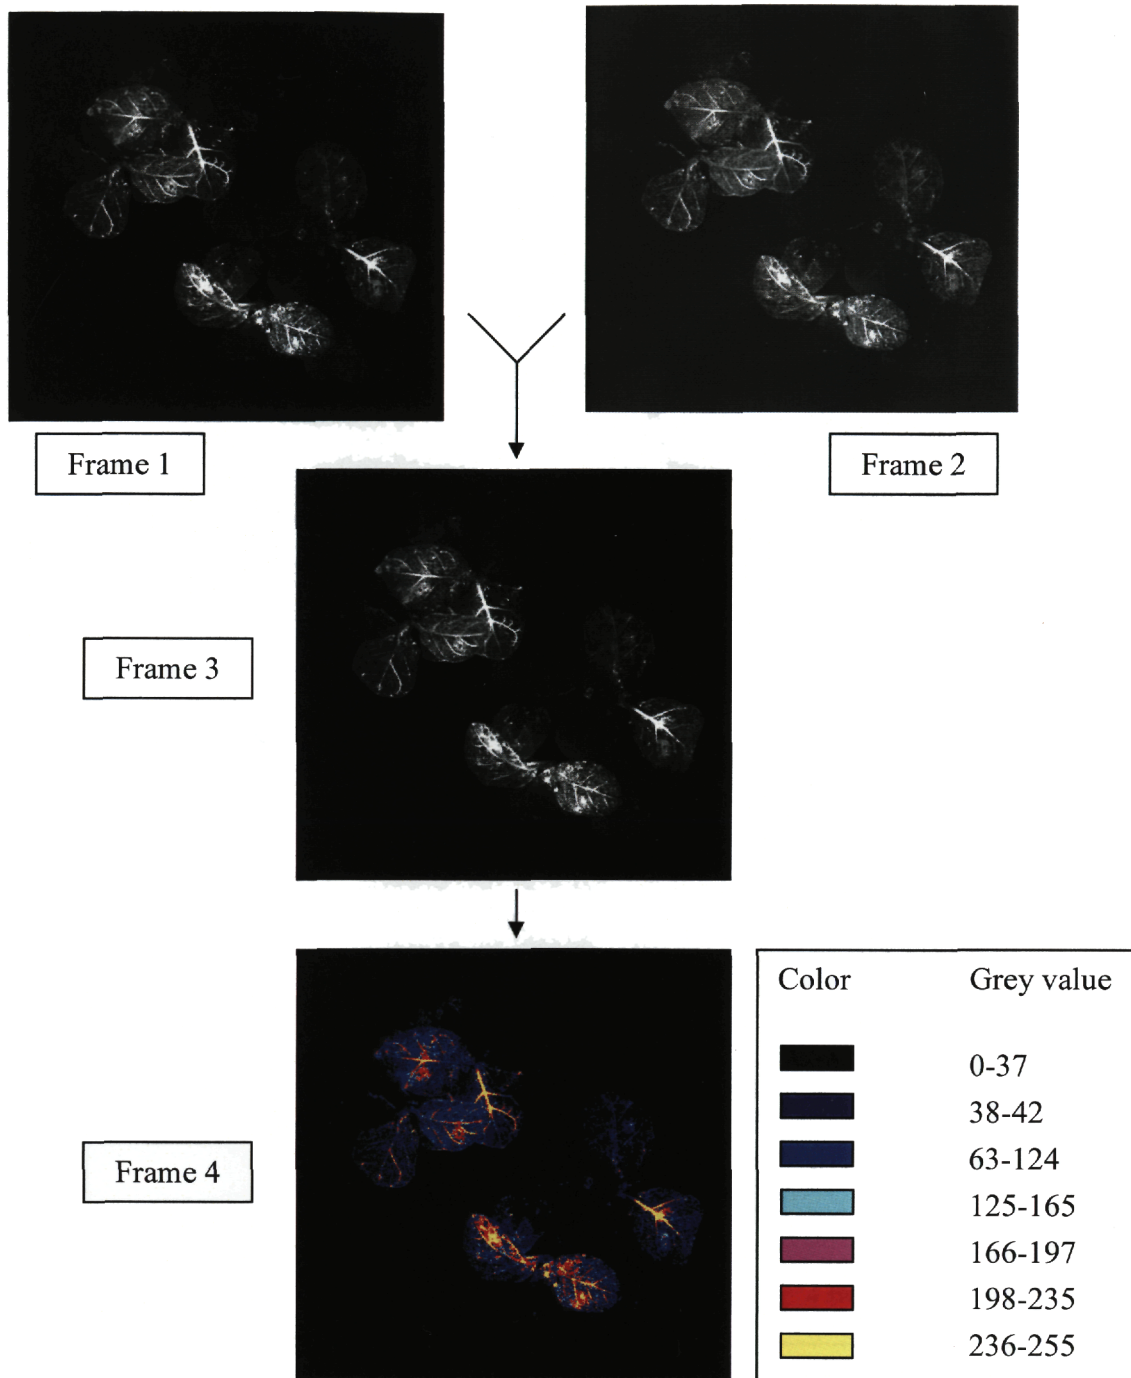 Frame 1
Frame 2
Frame 3
Frame 4
Color Grey value
0-37
38-42
63-124
125-165
166-197
198-235
236-255